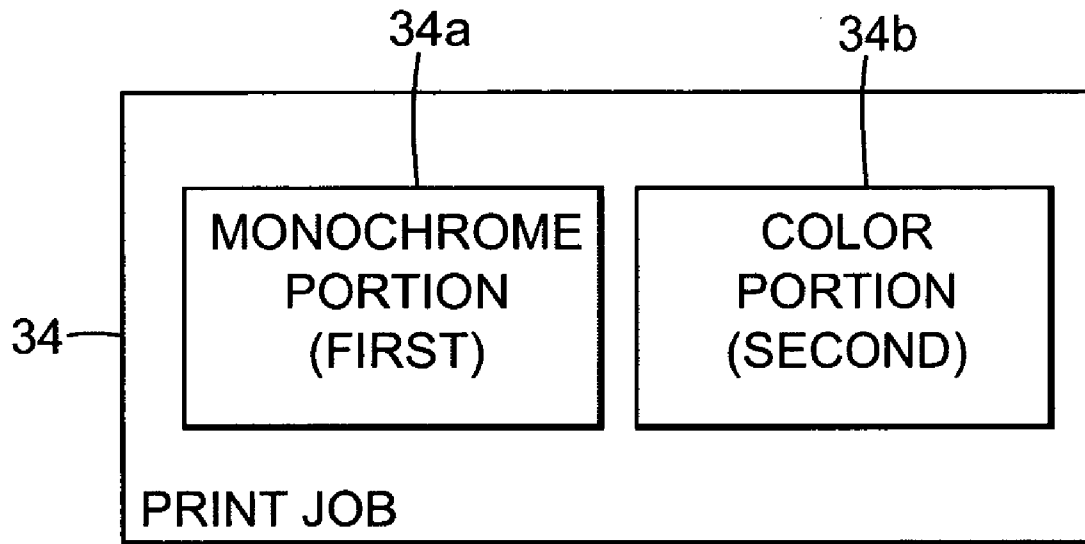 34a
34b
MONOCHROME
PORTION
(FIRST)
COLOR
PORTION
(SECOND)
34
PRINT JOB